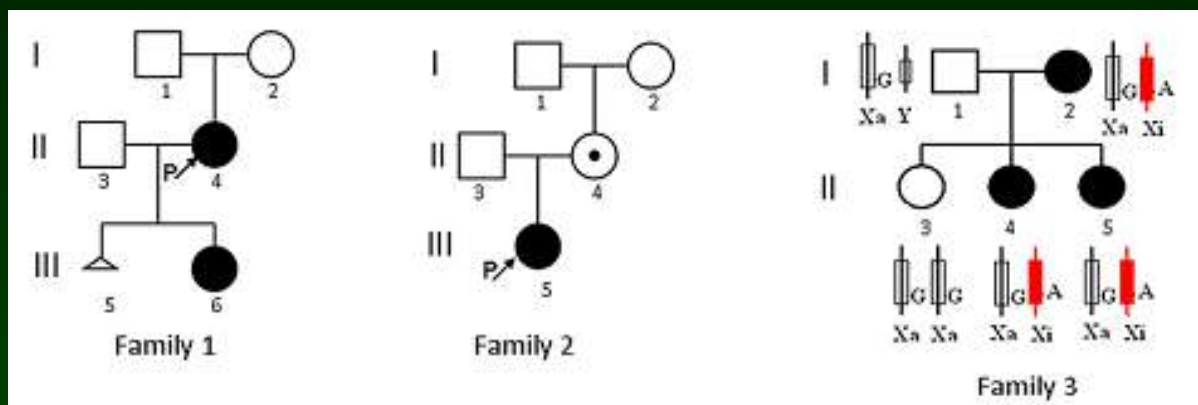 I
1
2
II
3
P
4
III
5
6
Family 1
I
1
2
II
3
4
III
P
5
Family 2
I
G
Xa Y
1
2
G A
Xa Xi
II
3
4
5
G G
G A
G A
Xa Xa
Xa Xi
Xa Xi
Family 3